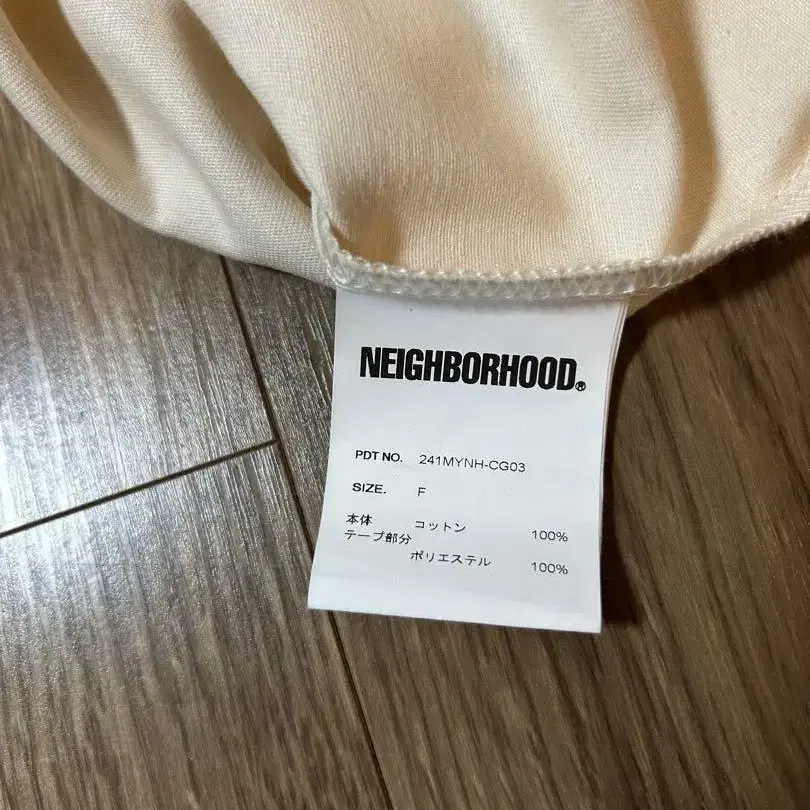 NEIGHBORHOOD®
PDT NO. 241MYNH-CG03
SIZE. F
本体 コットン 100%
テープ部分
ポリエステル 100%